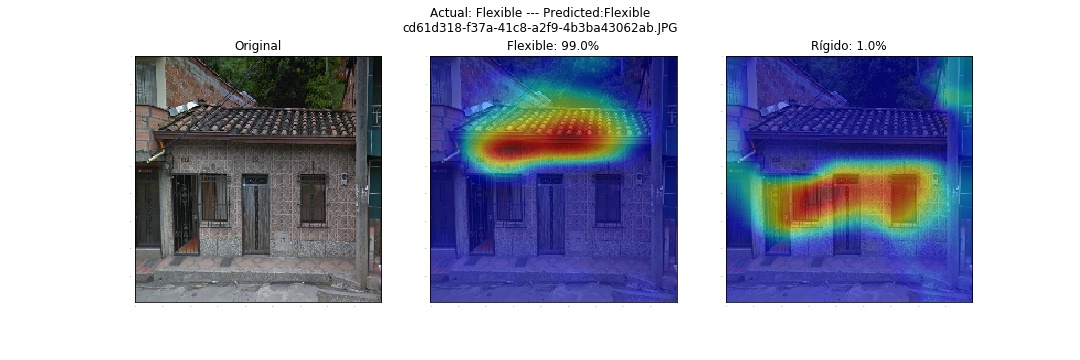 Actual: Flexible --- Predicted:Flexible
cd61d318-f37a-41c8-a2f9-4b3ba43062ab.JPG
Original
Flexible: 99.0%
Rígido: 1.0%